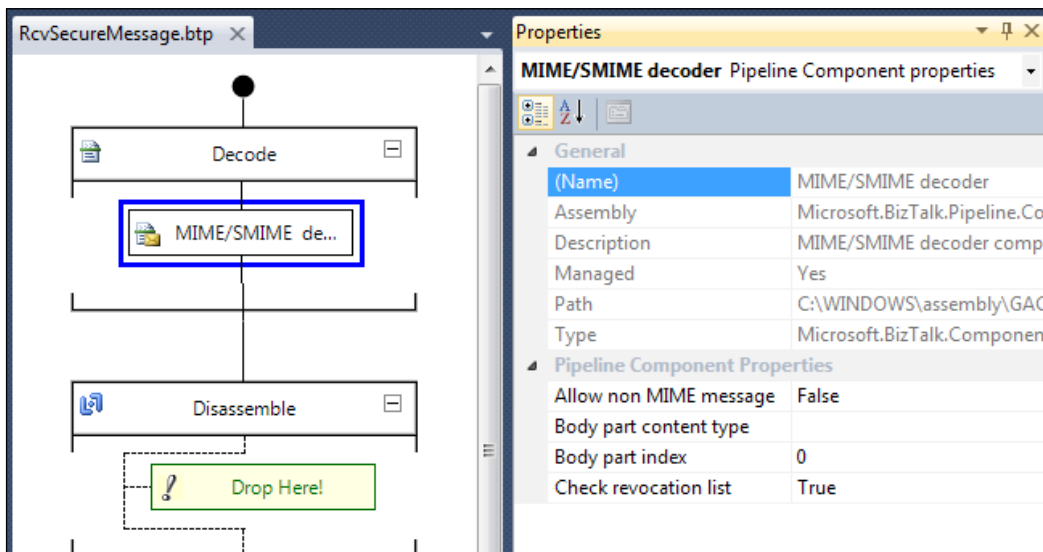 RcvSecureMessage.btp
Decode
MIME/SMIME de...
Disassemble
Drop Here!
Properties
MIME/SMIME decoder Pipeline Component properties
General
(Name) MIME/SMIME decoder
Assembly Microsoft.BizTalk.Pipeline.Co
Description MIME/SMIME decoder comp
Managed Yes
Path C:\WINDOWS\assembly\GAC
Type Microsoft.BizTalk.Componen
Pipeline Component Properties
Allow non MIME message False
Body part content type
Body part index 0
Check revocation list True